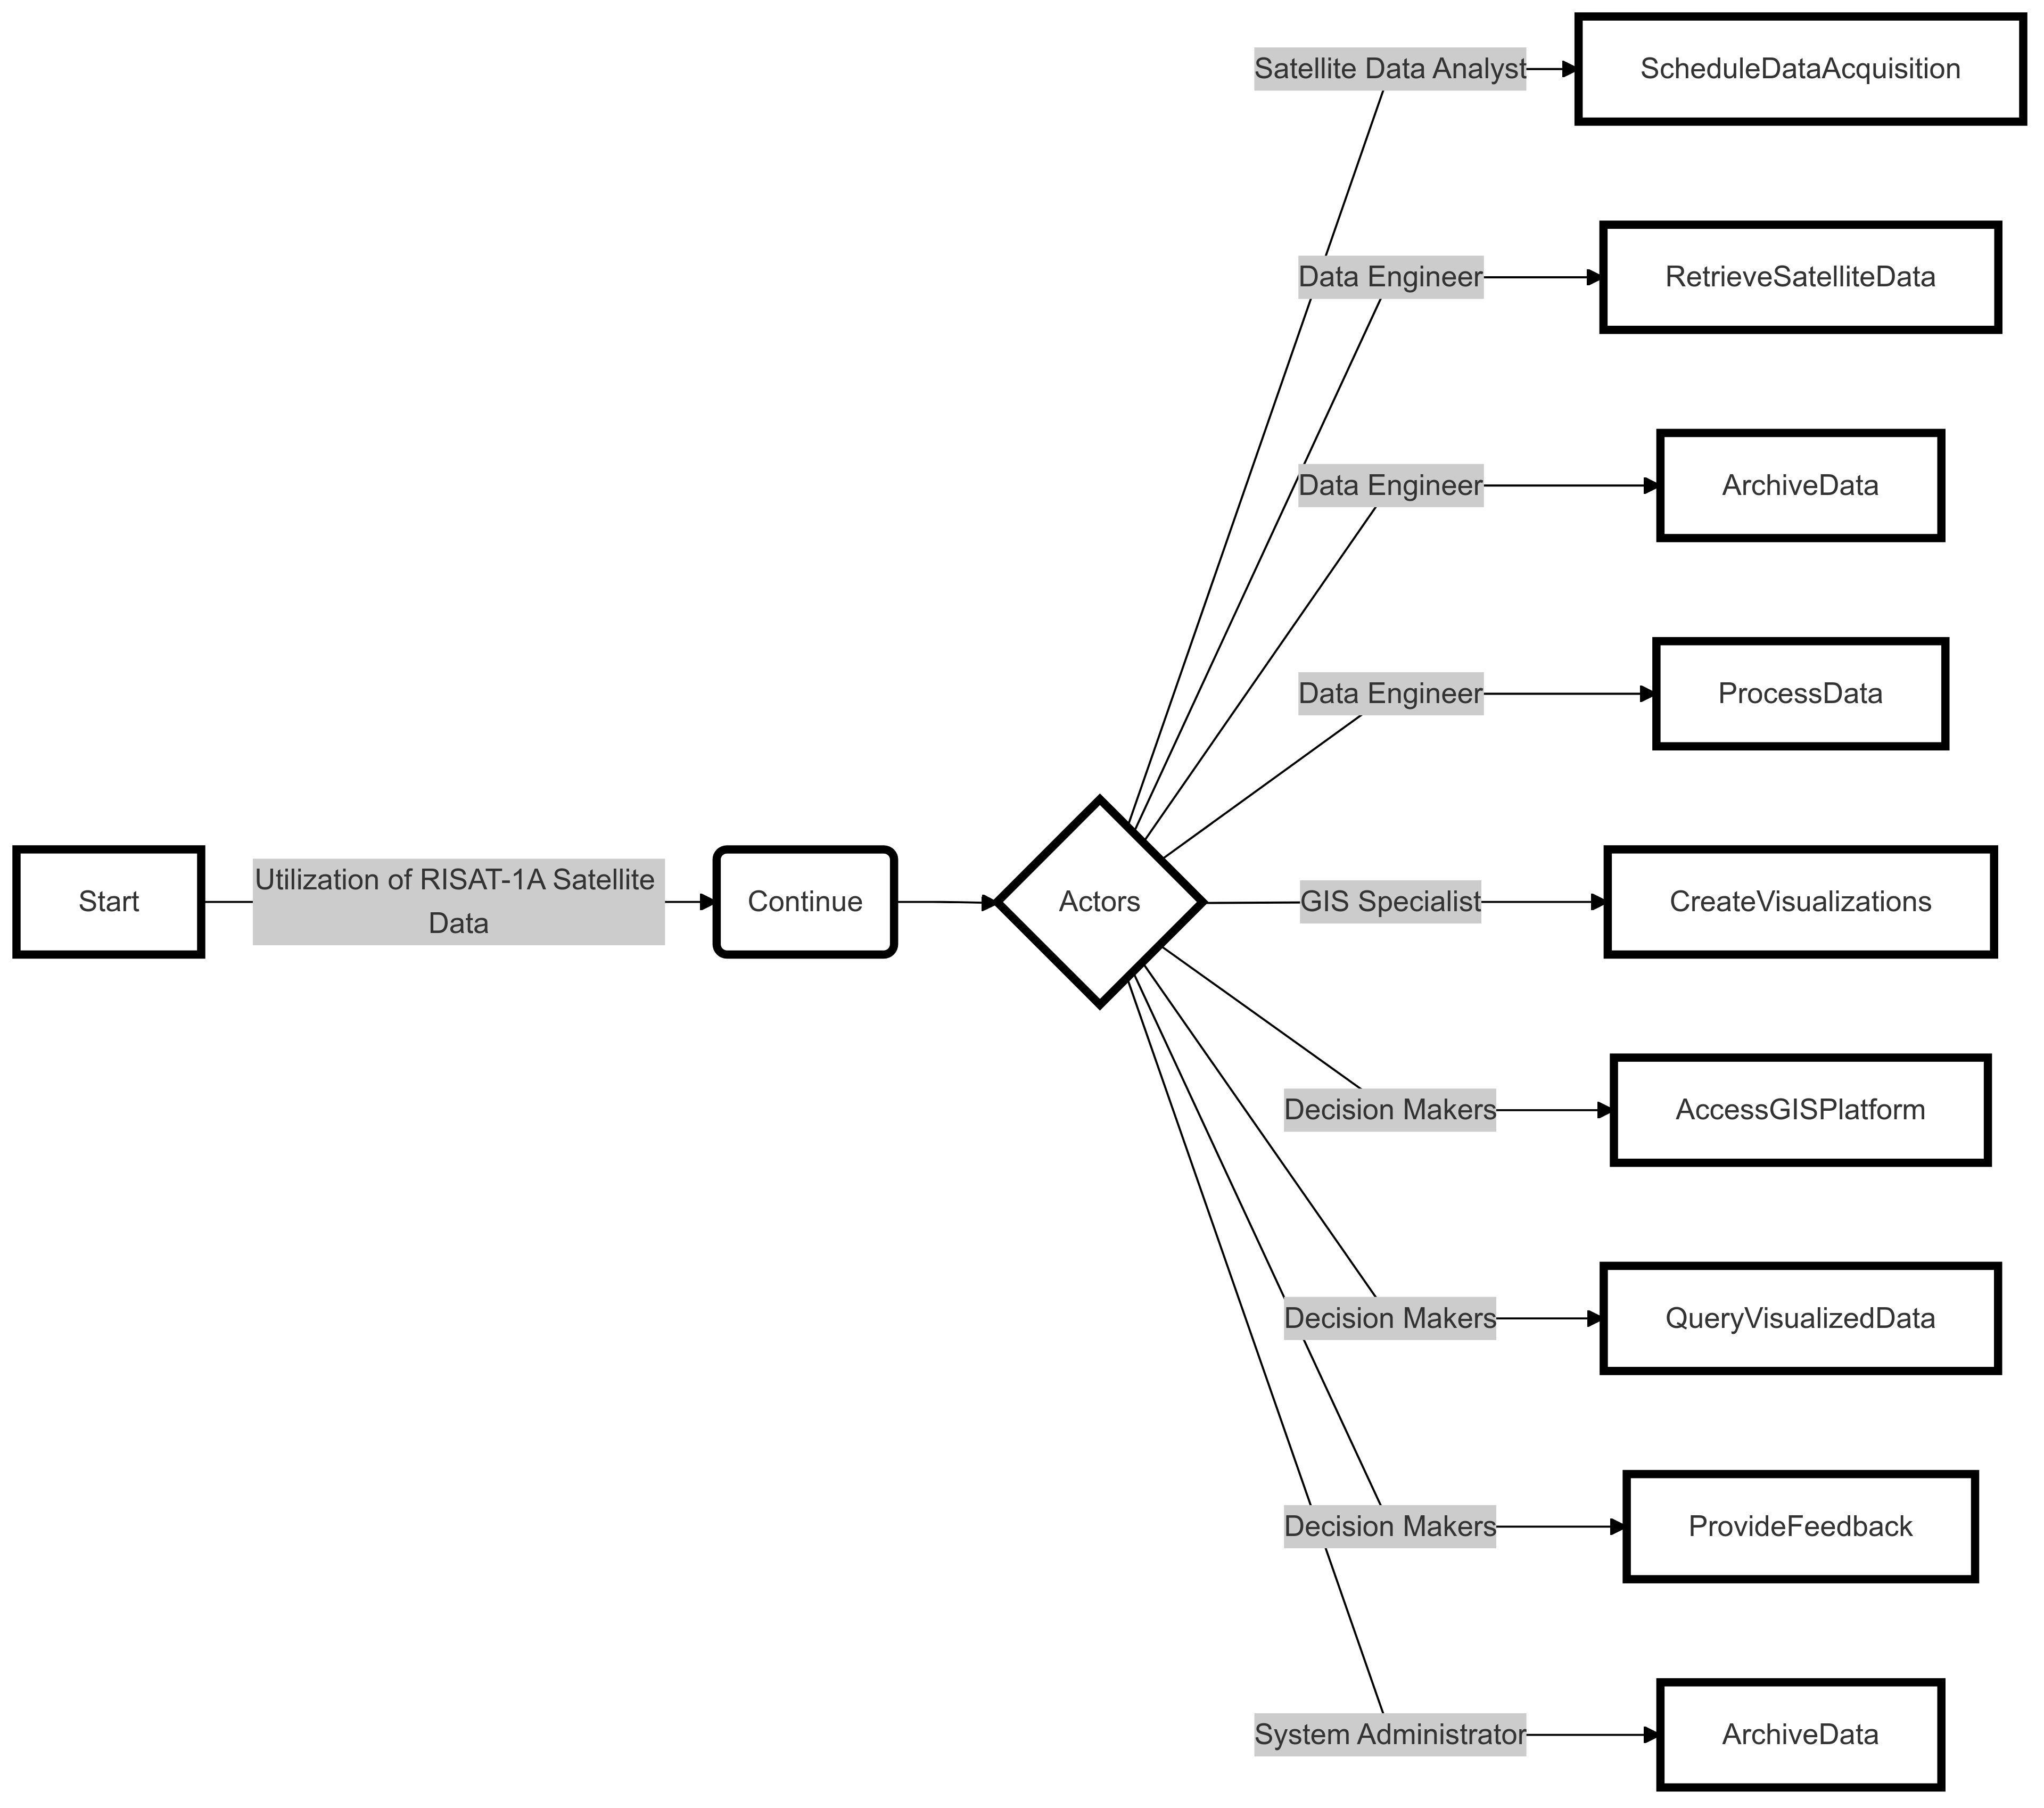 Start
Utilization of RISAT-1A Satellite
Data
Continue
Actors
Satellite Data Analyst
ScheduleDataAcquisition
Data Engineer
RetrieveSatelliteData
Data Engineer
ArchiveData
Data Engineer
ProcessData
GIS Specialist
CreateVisualizations
Decision Makers
AccessGISPlatform
Decision Makers
QueryVisualizedData
Decision Makers
ProvideFeedback
System Administrator
ArchiveData